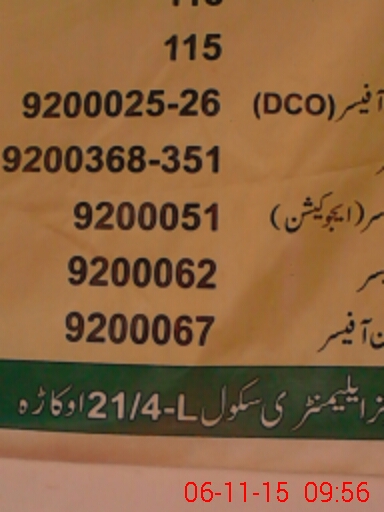 115
آفیسر (DCO) 9200025-26
9200368-351
(ایجوکیشن) 9200051
9200062
آفیسر 9200067
ایلیمنٹری سکول 21/4-L اوکاڑہ
06-11-15 09:56